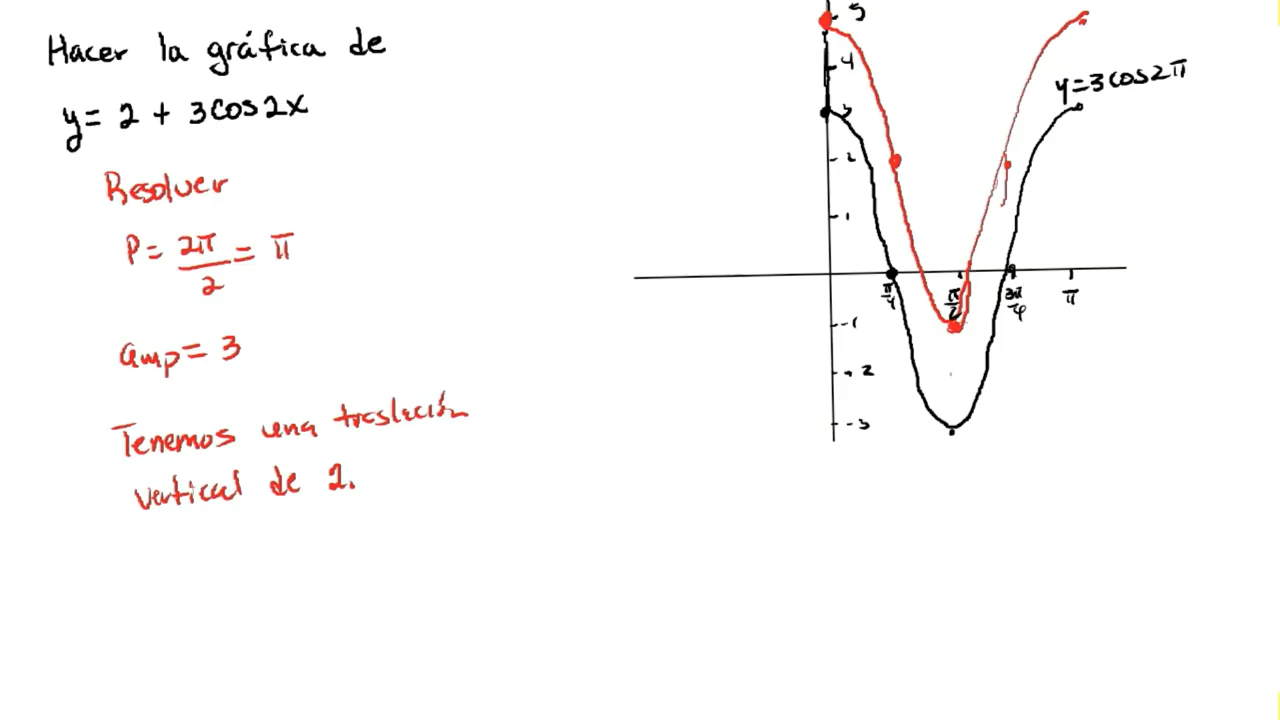 Hacer la gráfica de
y = 2 + 3cos2x
Resolver
P = 2π/2 = π
amp = 3
Tenemos una traslación
vertical de 2.
5
4
y=3cos2π
3
2
1
π/4 π/2 3π/4 π
-1
-2
-3